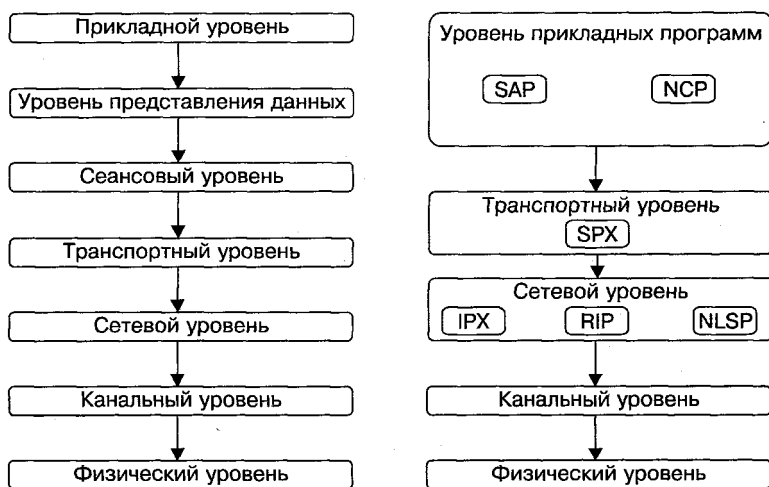 Прикладной уровень
Уровень представления данных
Сеансовый уровень
Транспортный уровень
Сетевой уровень
Канальный уровень
Физический уровень
Уровень прикладных программ
SAP NCP
Транспортный уровень
SPX
Сетевой уровень
IPX RIP NLSP
Канальный уровень
Физический уровень